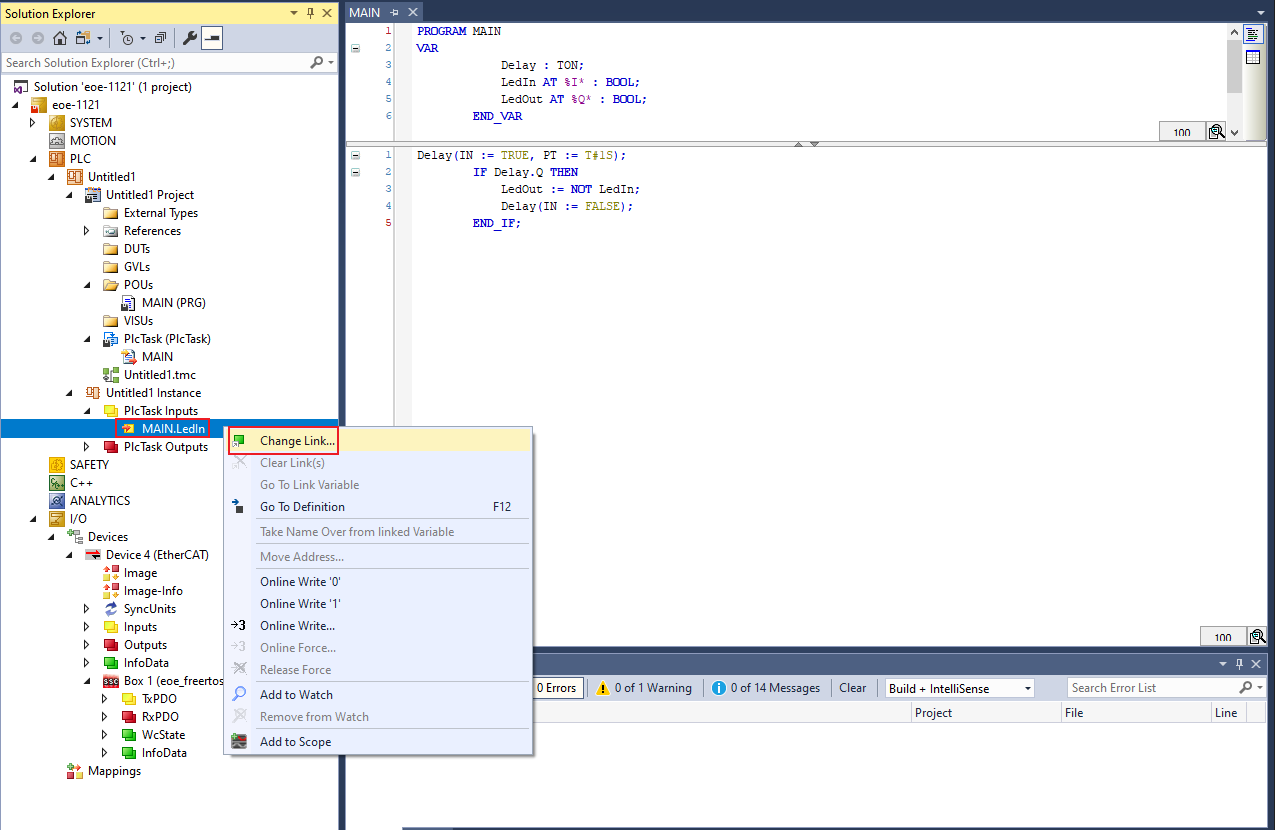 Solution Explorer
Search Solution Explorer (Ctrl+;)
Solution 'eoe-1121' (1 project)
eoe-1121
SYSTEM
MOTION
PLC
Untitled1
Untitled1 Project
External Types
References
DUTs
GVLs
POUs
MAIN (PRG)
VISUs
PlcTask (PlcTask)
MAIN
Untitled1.tmc
Untitled1 Instance
PlcTask Inputs
MAIN.LedIn
PlcTask Outputs
SAFETY
C++
ANALYTICS
I/O
Devices
Device 4 (EtherCAT)
Image
Image-Info
SyncUnits
Inputs
Outputs
InfoData
Box 1 (eoe_freertos
TxPDO
RxPDO
WcState
InfoData
Mappings
Change Link...
Clear Link(s)
Go To Link Variable
Go To Definition F12
Take Name Over from linked Variable
Move Address...
Online Write '0'
Online Write '1'
→3 Online Write...
→3 Online Force...
Release Force
Add to Watch
Remove from Watch
Add to Scope
MAIN
1 PROGRAM MAIN
2 VAR
3 Delay : TON;
4 LedIn AT %I* : BOOL;
5 LedOut AT %Q* : BOOL;
6 END_VAR
100
1 Delay(IN := TRUE, PT := T#1S);
2 IF Delay.Q THEN
3 LedOut := NOT LedIn;
4 Delay(IN := FALSE);
5 END_IF;
100
0 Errors 0 of 1 Warning 0 of 14 Messages Clear Build + IntelliSense Search Error List
Project File Line